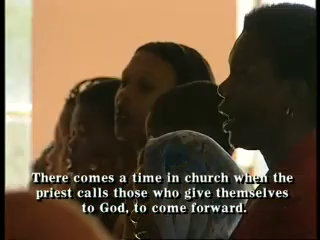 There comes a time in church when the
priest calls those who give themselves
to God, to come forward.